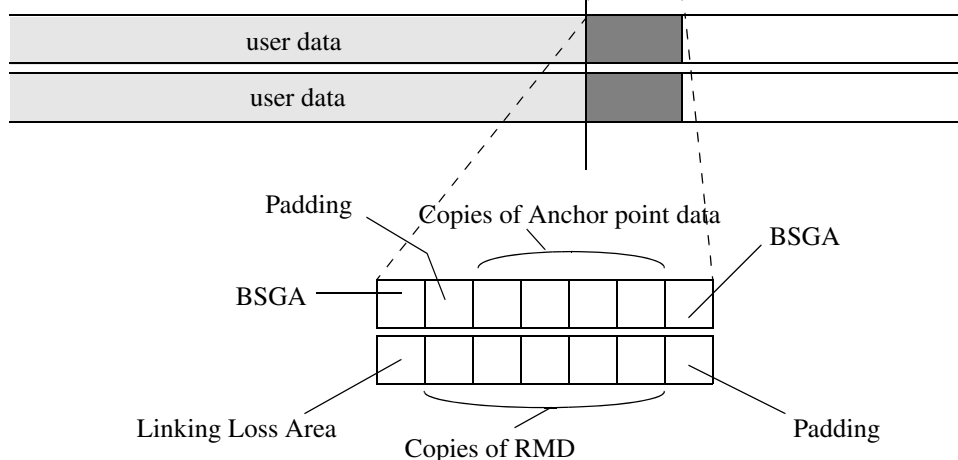 user data
user data
Padding
Copies of Anchor point data
BSGA
BSGA
Linking Loss Area
Copies of RMD
Padding